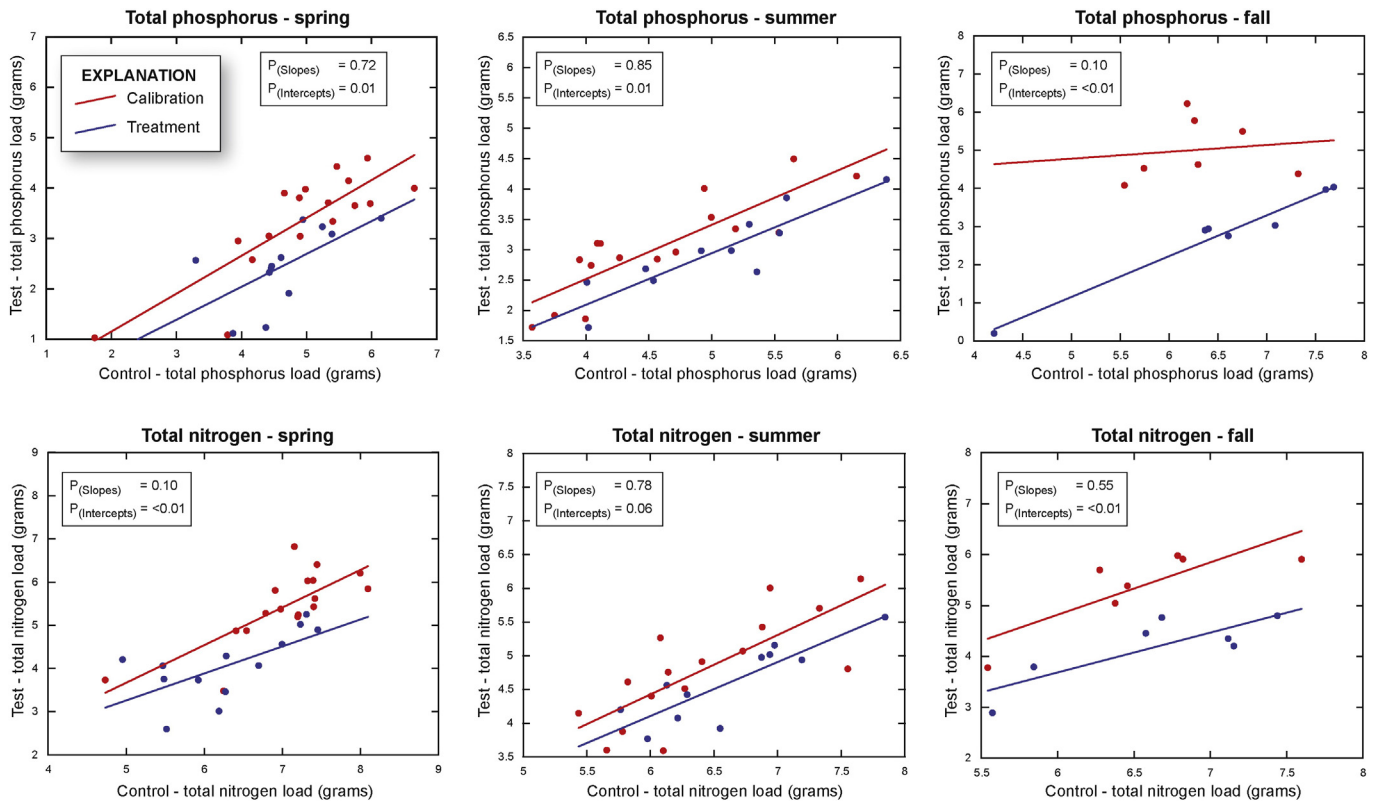 Total phosphorus - spring
7
6
5
4
3
2
1
1
2
3
4
5
6
7
Test - total phosphorus load (grams)
Control - total phosphorus load (grams)
EXPLANATION
Calibration
Treatment
P(Slopes) = 0.72
P(Intercepts) = 0.01
Total phosphorus - summer
6.5
6
5.5
5
4.5
4
3.5
3
2.5
2
1.5
3.5
4
4.5
5
5.5
6
6.5
Test - total phosphorus load (grams)
Control - total phosphorus load (grams)
P(Slopes) = 0.85
P(Intercepts) = 0.01
Total phosphorus - fall
8
7
6
5
4
3
2
1
0
4
4.5
5
5.5
6
6.5
7
7.5
8
Test - total phosphorus load (grams)
Control - total phosphorus load (grams)
P(Slopes) = 0.10
P(Intercepts) = <0.01
Total nitrogen - spring
9
8
7
6
5
4
3
2
4
5
6
7
8
9
Test - total nitrogen load (grams)
Control - total nitrogen load (grams)
P(Slopes) = 0.10
P(Intercepts) = <0.01
Total nitrogen - summer
8
7.5
7
6.5
6
5.5
5
4.5
4
3.5
5
5.5
6
6.5
7
7.5
8
Test - total nitrogen load (grams)
Control - total nitrogen load (grams)
P(Slopes) = 0.78
P(Intercepts) = 0.06
Total nitrogen - fall
8
7
6
5
4
3
2
5.5
6
6.5
7
7.5
8
Test - total nitrogen load (grams)
Control - total nitrogen load (grams)
P(Slopes) = 0.55
P(Intercepts) = <0.01